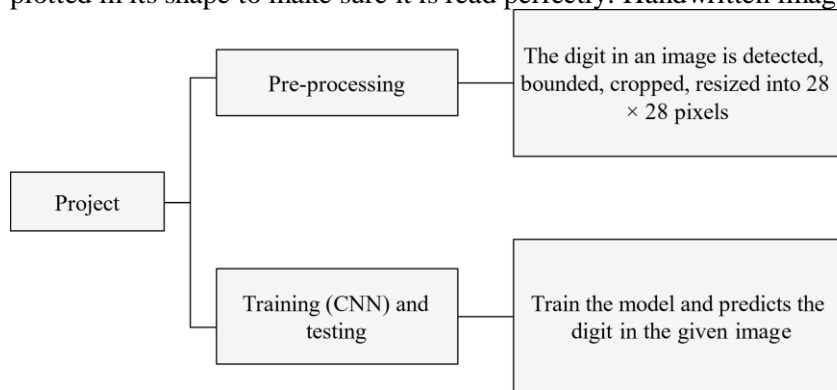 plotted in its shape to make sure it is read perfectly. Handwritten imag
The digit in an image is detected,
bounded, cropped, resized into 28
× 28 pixels
Pre-processing
Project
Training (CNN) and
testing
Train the model and predicts the
digit in the given image